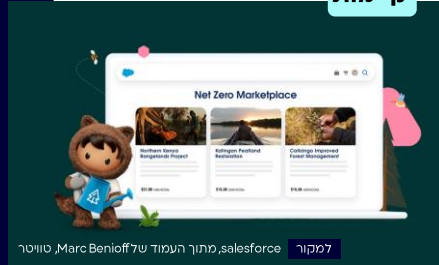 Net Zero Marketplace
Northern Kenya
Rangelands Project
Katingan Peatland
Restoration
Cotlango Improved
Forest Management
למקור salesforce, מתוך העמוד של Marc Benioff, טוויטר